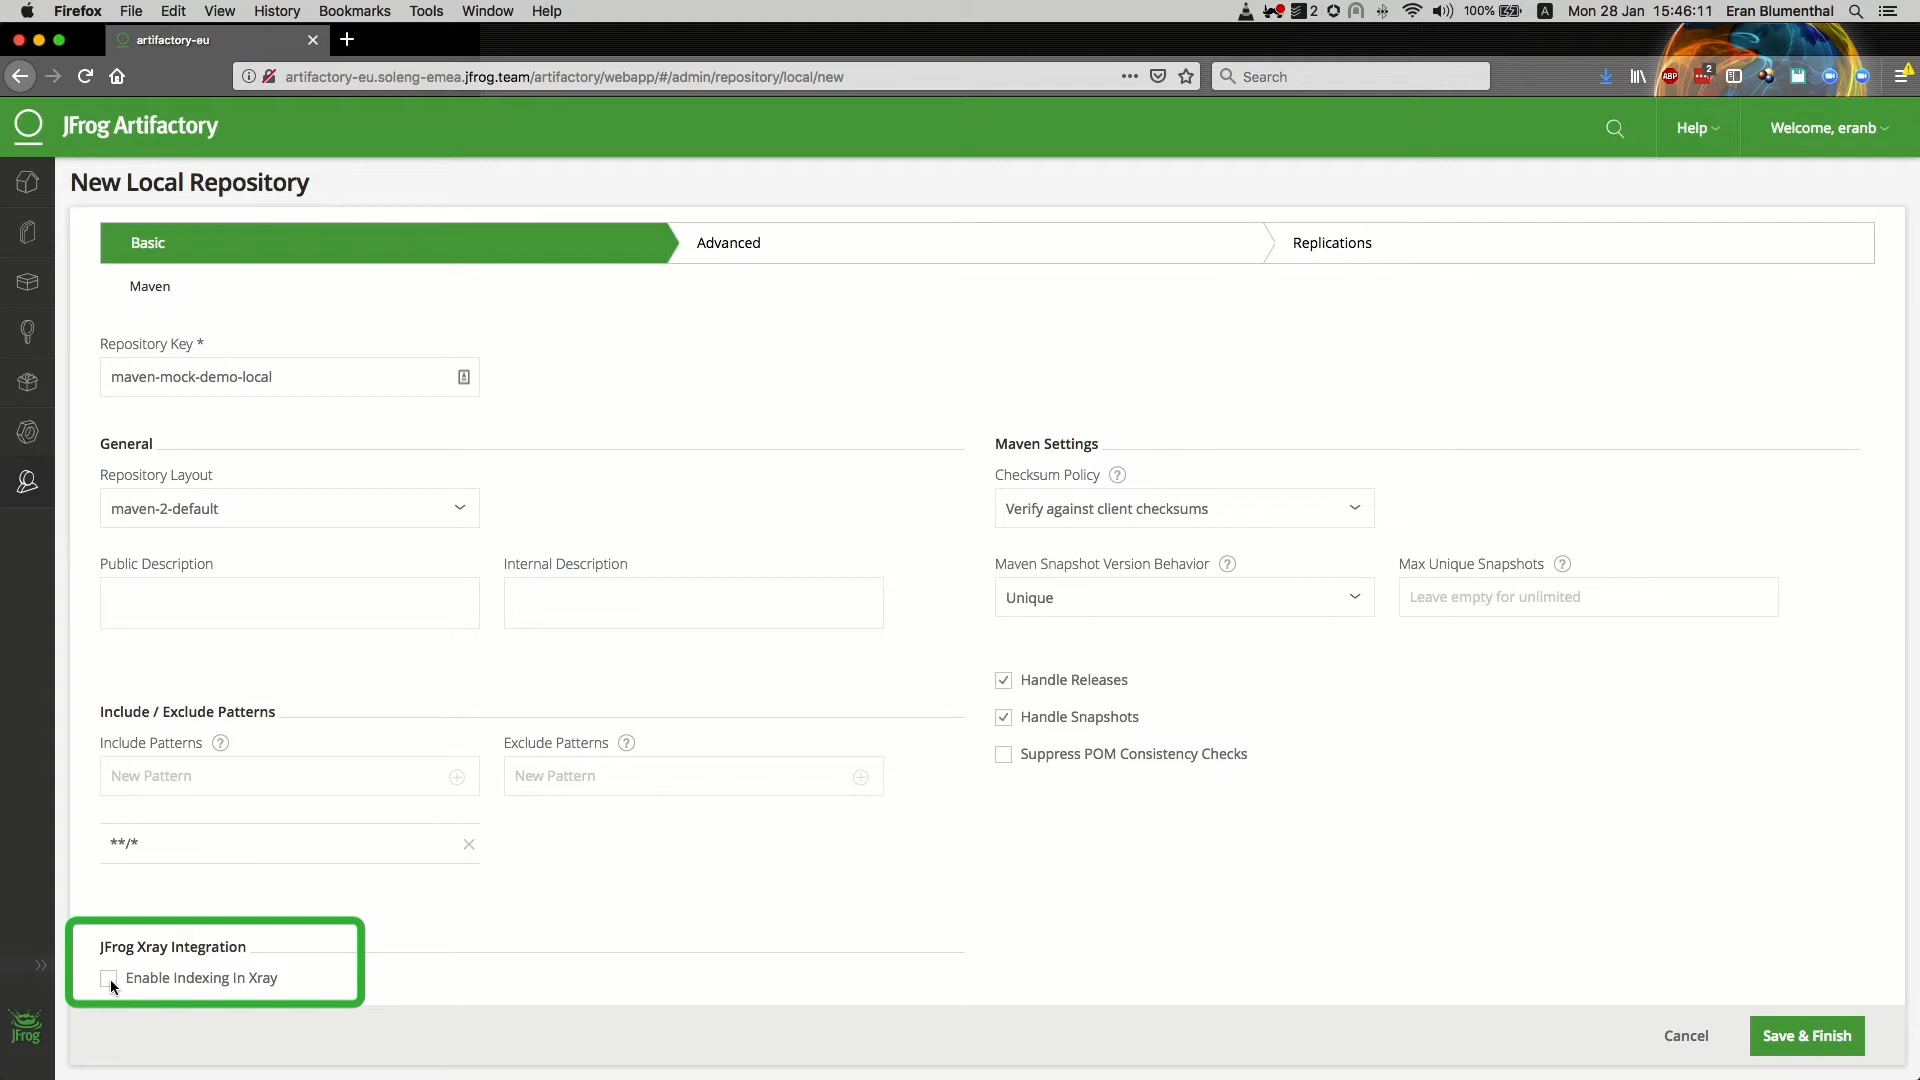 Firefox File Edit View History Bookmarks Tools Window Help 2 100% A Mon 28 Jan 15:46:11 Eran Blumenthal
artifactory-eu
artifactory-eu.soleng-emea.jfrog.team/artifactory/webapp/#/admin/repository/local/new Search ABP 2
JFrog Artifactory Help Welcome, eranb
New Local Repository
Basic Advanced Replications
Maven
Repository Key *
maven-mock-demo-local
General Maven Settings
Repository Layout Checksum Policy ?
maven-2-default Verify against client checksums
Public Description Internal Description Maven Snapshot Version Behavior ? Max Unique Snapshots ?
Unique Leave empty for unlimited
Handle Releases
Include / Exclude Patterns Handle Snapshots
Include Patterns ? Exclude Patterns ? Suppress POM Consistency Checks
New Pattern New Pattern
**/*
JFrog Xray Integration
Enable Indexing In Xray
JFrog
Cancel Save & Finish